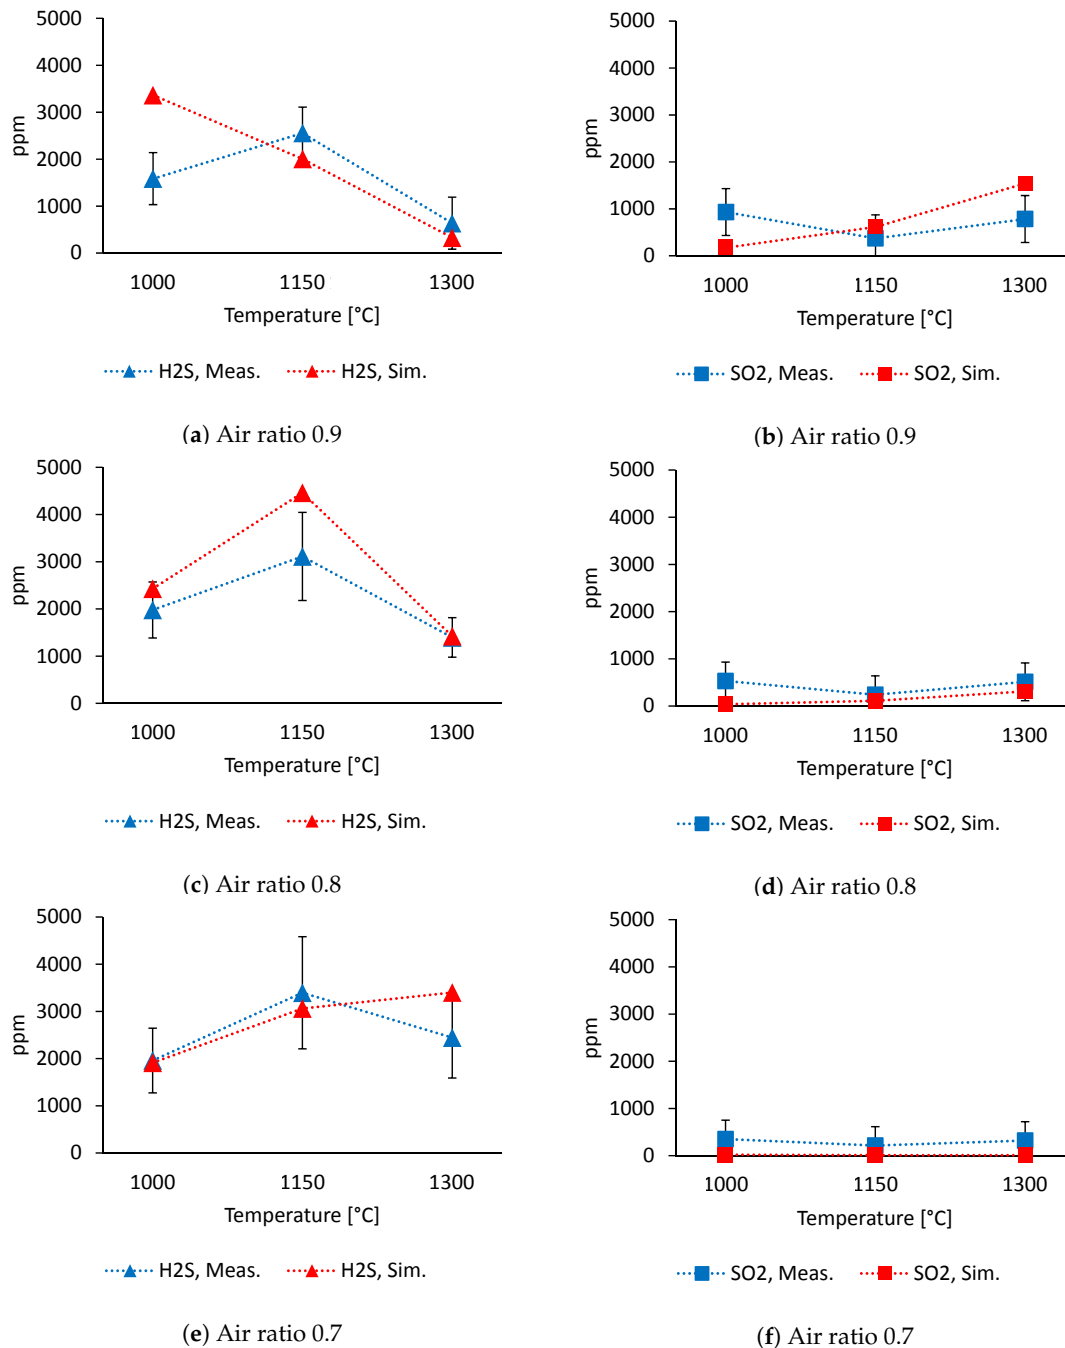 5000
4000
3000
2000
1000
0
ppm
1000 1150 1300
Temperature [°C]
H2S, Meas. H2S, Sim.
(a) Air ratio 0.9
5000
4000
3000
2000
1000
0
ppm
1000 1150 1300
Temperature [°C]
SO2, Meas. SO2, Sim.
(b) Air ratio 0.9
5000
4000
3000
2000
1000
0
ppm
1000 1150 1300
Temperature [°C]
H2S, Meas. H2S, Sim.
(c) Air ratio 0.8
5000
4000
3000
2000
1000
0
ppm
1000 1150 1300
Temperature [°C]
SO2, Meas. SO2, Sim.
(d) Air ratio 0.8
5000
4000
3000
2000
1000
0
ppm
1000 1150 1300
Temperature [°C]
H2S, Meas. H2S, Sim.
(e) Air ratio 0.7
5000
4000
3000
2000
1000
0
ppm
1000 1150 1300
Temperature [°C]
SO2, Meas. SO2, Sim.
(f) Air ratio 0.7